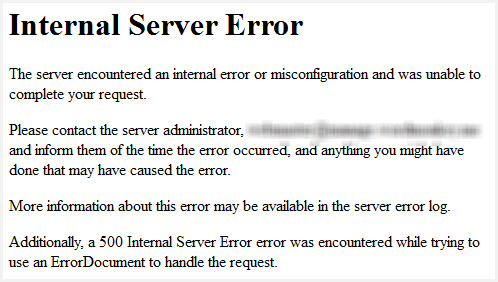 Internal Server Error
The server encountered an internal error or misconfiguration and was unable to
complete your request.
Please contact the server administrator,
and inform them of the time the error occurred, and anything you might have
done that may have caused the error.
More information about this error may be available in the server error log.
Additionally, a 500 Internal Server Error error was encountered while trying to
use an ErrorDocument to handle the request.